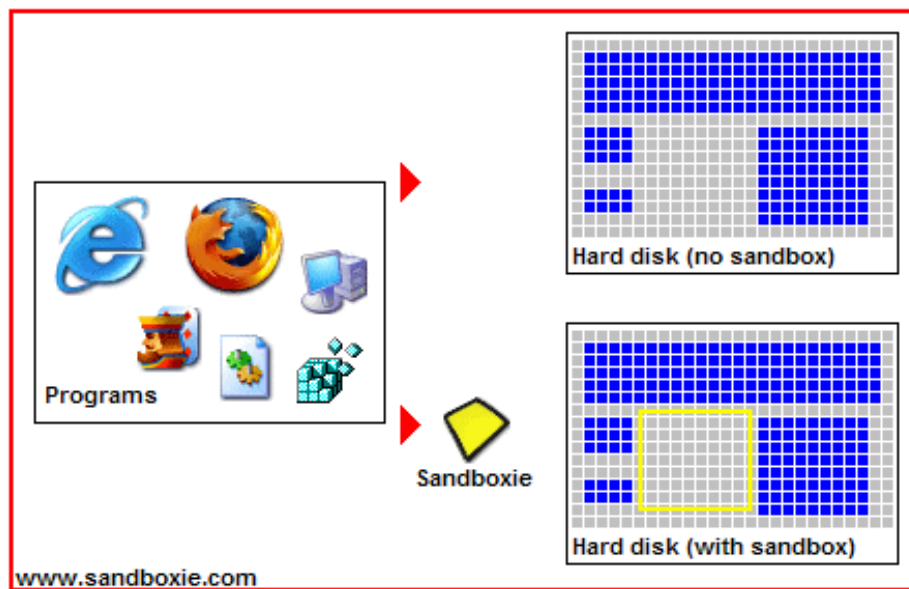 Hard disk (no sandbox)
Programs
Sandboxie
Hard disk (with sandbox)
www.sandboxie.com